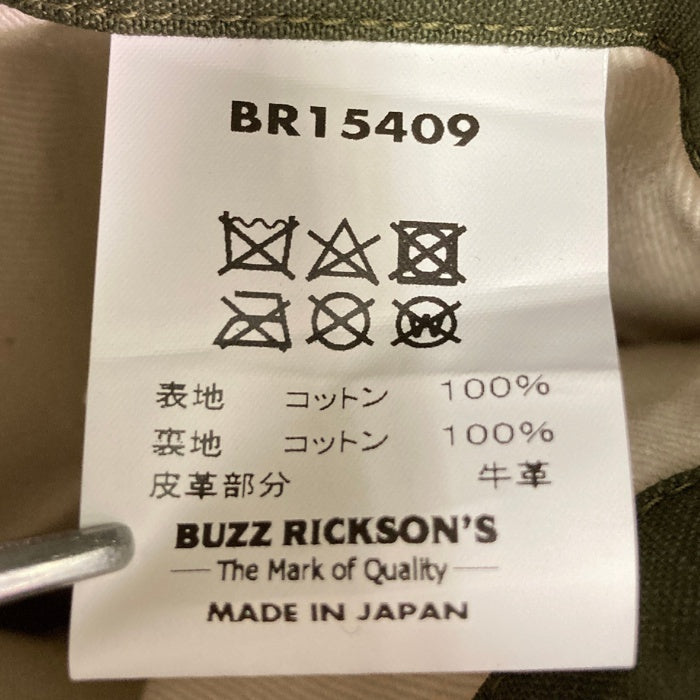 BR15409
表地 コットン 100%
裏地 コットン 100%
皮革部分 牛革
BUZZ RICKSON'S
The Mark of Quality
MADE IN JAPAN